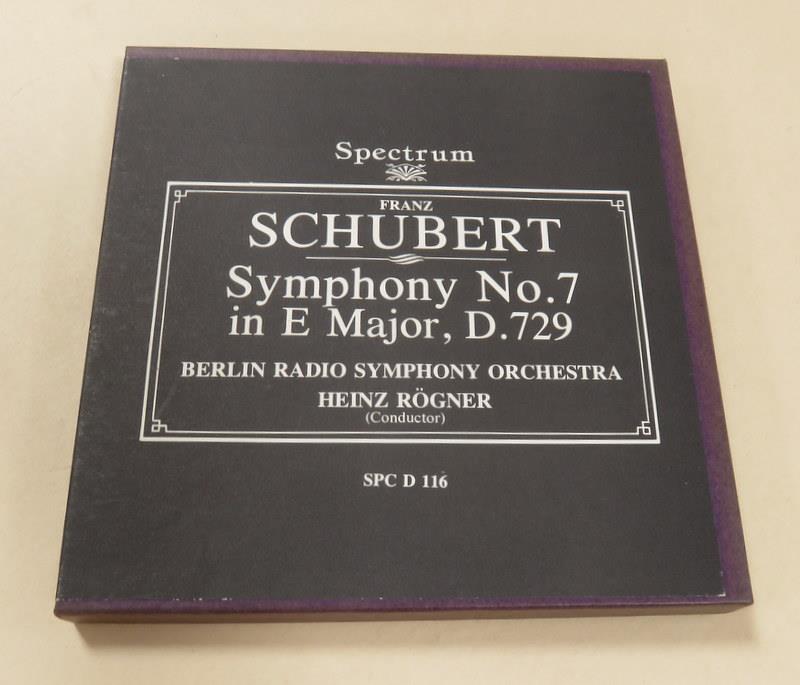 Spectrum
FRANZ
SCHUBERT
Symphony No.7
in E Major, D.729
BERLIN RADIO SYMPHONY ORCHESTRA
HEINZ RÖGNER
(Conductor)
SPC D 116